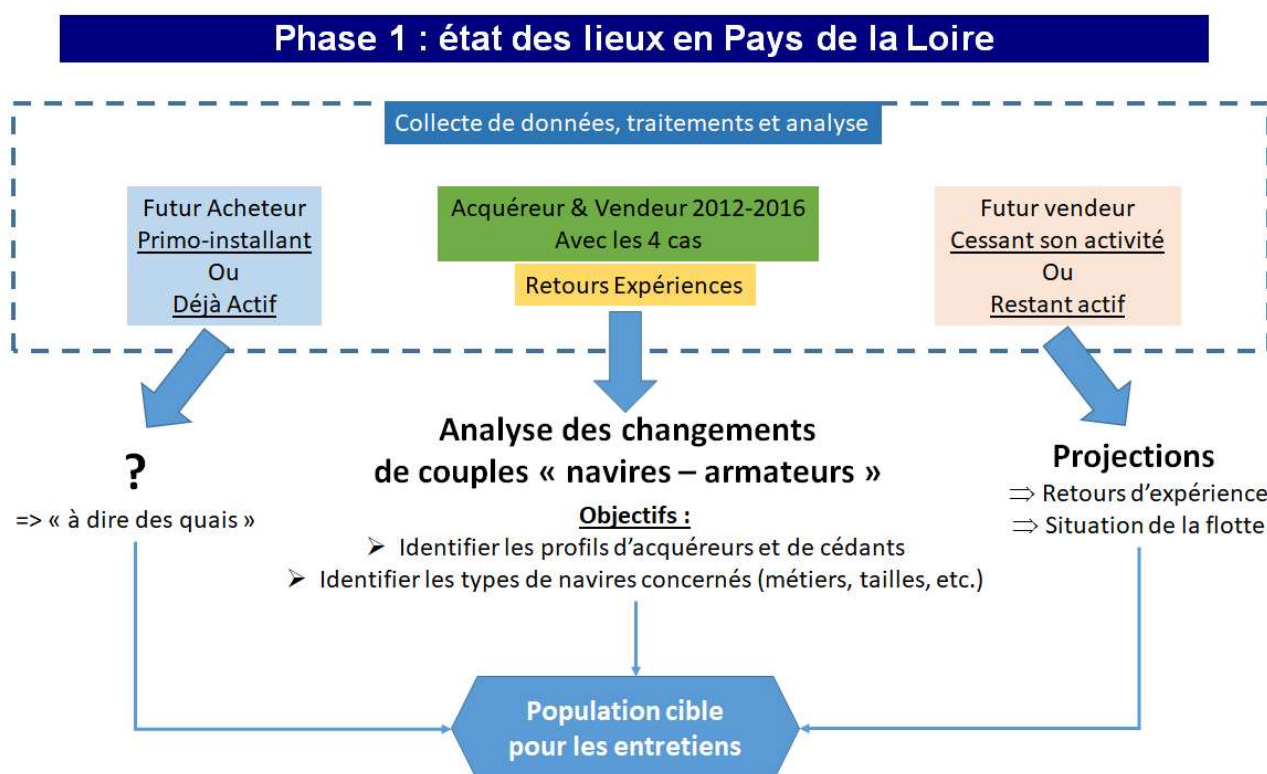 Phase 1 : état des lieux en Pays de la Loire
Collecte de données, traitements et analyse
Futur Acheteur
Primo-installant
Ou
Déjà Actif
Acquéreur & Vendeur 2012-2016
Avec les 4 cas
Retours Expériences
Futur vendeur
Cessant son activité
Ou
Restant actif
?
=> « à dire des quais »
Analyse des changements
de couples « navires – armateurs »
Objectifs :
➢ Identifier les profils d’acquéreurs et de cédants
➢ Identifier les types de navires concernés (métiers, tailles, etc.)
Projections
⇒ Retours d’expérience
⇒ Situation de la flotte
Population cible
pour les entretiens